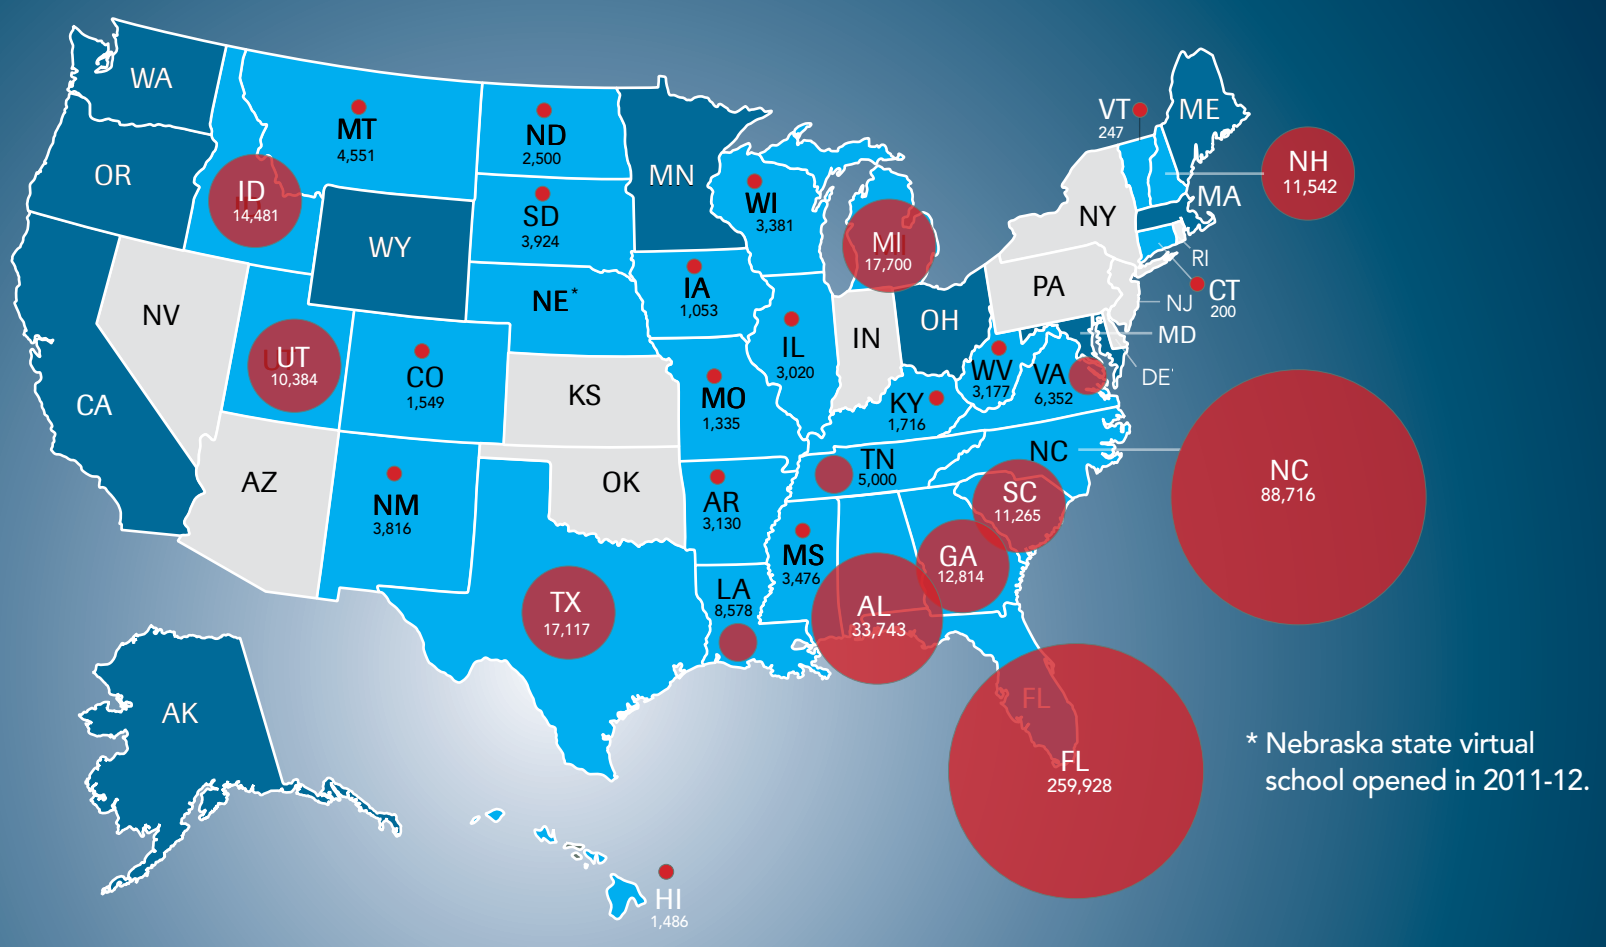 WA
OR
CA
NV
ID
14,481
MT
4,551
WY
UT
10,384
CO
1,549
AZ
NM
3,816
ND
2,500
SD
3,924
NE*
KS
OK
TX
17,117
MN
IA
1,053
MO
1,335
AR
3,130
LA
8,578
WI
3,381
IL
3,020
MS
3,476
MI
17,700
IN
OH
KY
1,716
TN
5,000
AL
33,743
GA
12,814
SC
11,265
NC
NC
88,716
WV
3,177
VA
6,352
FL
FL
259,928
PA
NY
VT
247
ME
NH
11,542
MA
RI
CT
200
NJ
MD
DE
AK
HI
1,486
* Nebraska state virtual
school opened in 2011-12.